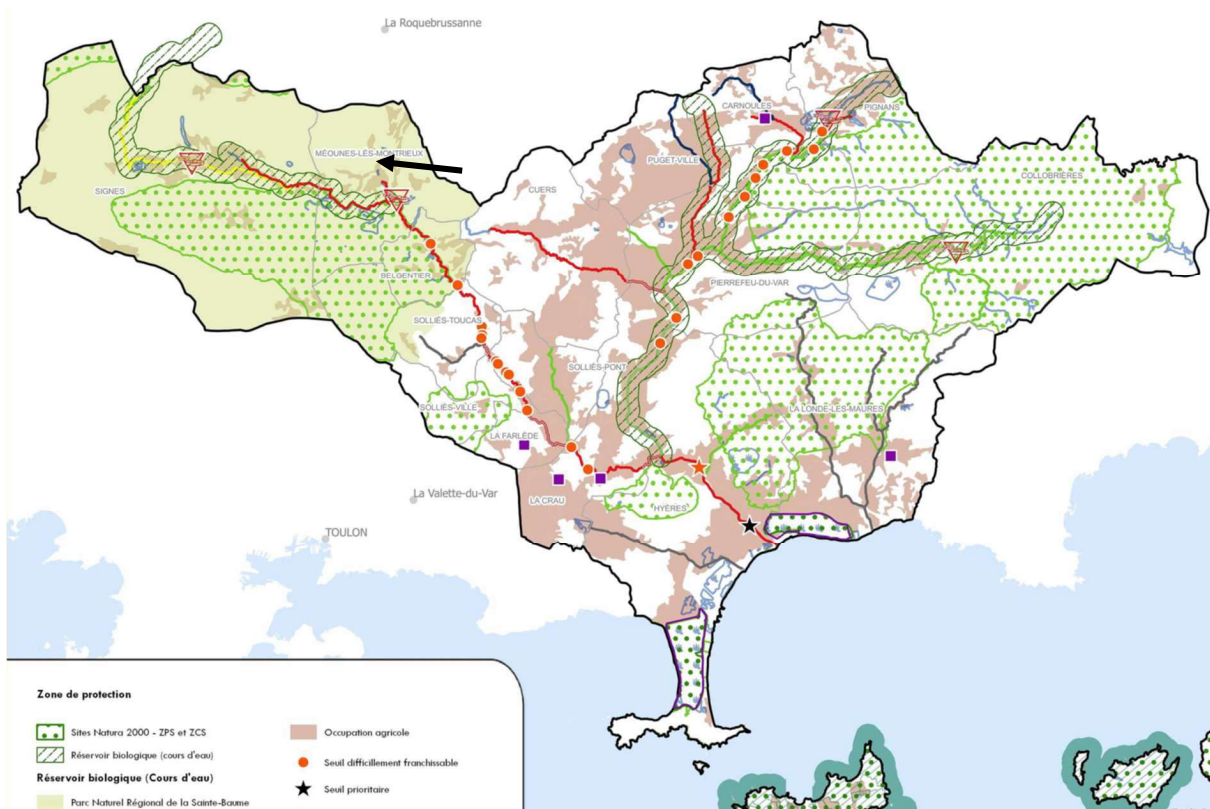 La Roquebrussanne
CARNOULES
PIGNANS
MÉOUNES-LÈS-MONTRIEUX
PUGET-VILLE
COLLOBRIÈRES
SIGNES
CUERS
BELGENTIER
PIERREFEU-DU-VAR
SOLLIÈS-TOUCAS
SOLLIÈS-PONT
SOLLIÈS-VILLE
LA LONDE-LES-MAURES
LA FARLÈDE
La Valette-du-Var
LA CRAU
HYÈRES
TOULON
Zone de protection
Sites Natura 2000 - ZPS et ZCS
Réservoir biologique (cours d'eau)
Réservoir biologique (Cours d'eau)
Parc Naturel Régional de la Sainte-Baume
Occupation agricole
Seuil difficillement franchissable
Seuil prioritaire